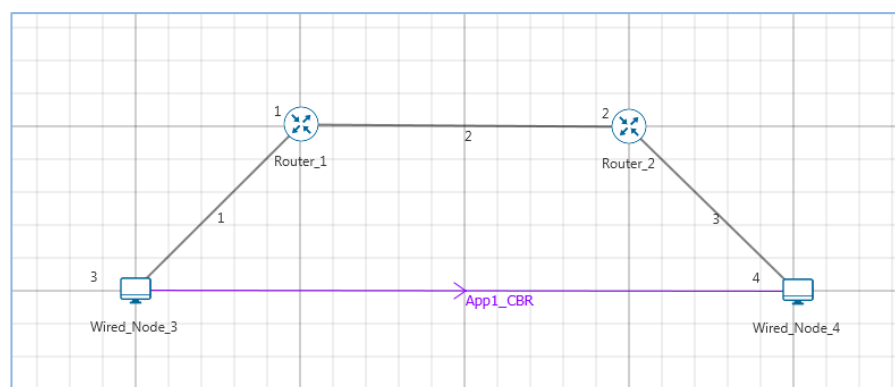 1
2
Router_1
2
Router_2
1
3
3
4
App1_CBR
Wired_Node_3
Wired_Node_4